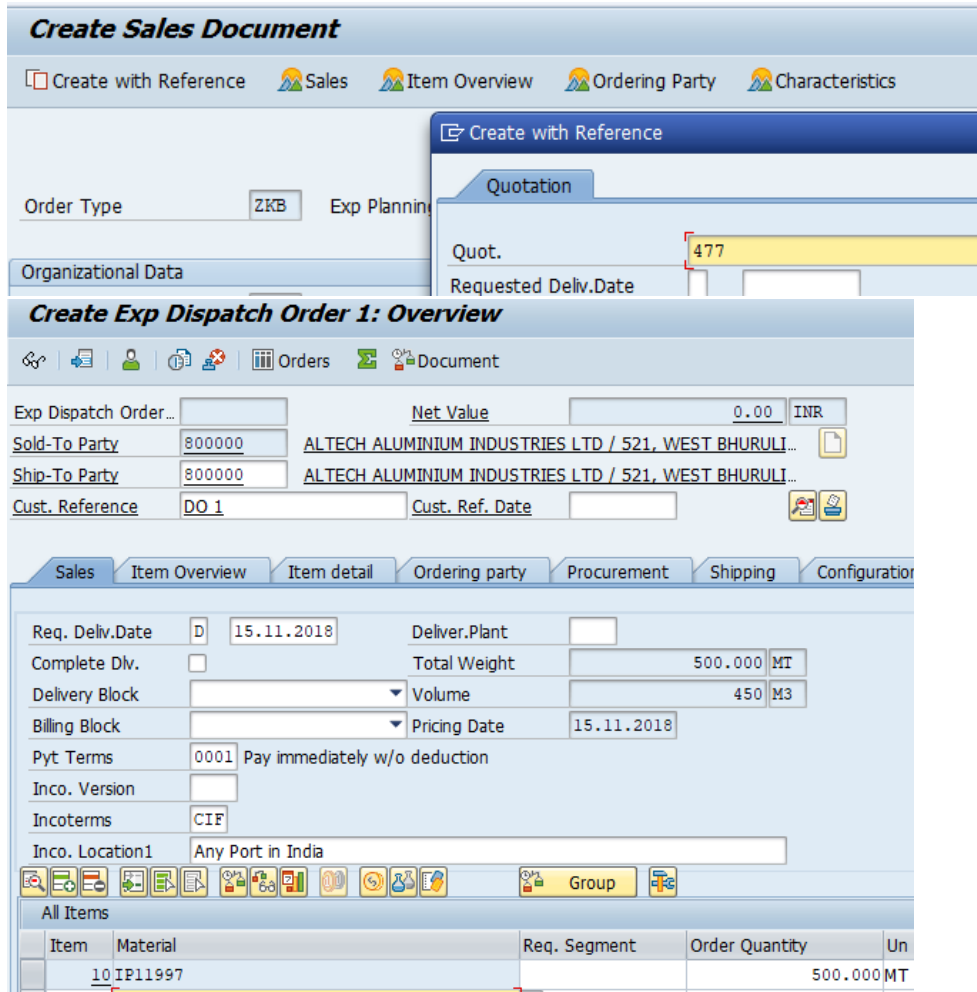 Create Sales Document
Create with Reference Sales Item Overview Ordering Party Characteristics
Create with Reference
Quotation
Order Type ZKB Exp Planning
Quot. 477
Organizational Data
Requested Deliv.Date
Create Exp Dispatch Order 1: Overview
Orders Document
Exp Dispatch Order... Net Value 0.00 INR
Sold-To Party 800000 ALTECH ALUMINIUM INDUSTRIES LTD / 521, WEST BHURULI...
Ship-To Party 800000 ALTECH ALUMINIUM INDUSTRIES LTD / 521, WEST BHURULI...
Cust. Reference DO 1 Cust. Ref. Date
Sales Item Overview Item detail Ordering party Procurement Shipping Configuration
Req. Deliv.Date D 15.11.2018 Deliver.Plant
Complete Dlv. Total Weight 500.000 MT
Delivery Block Volume 450 M3
Billing Block Pricing Date 15.11.2018
Pyt Terms 0001 Pay immediately w/o deduction
Inco. Version
Incoterms CIF
Inco. Location1 Any Port in India
Group
All Items
Item Material Req. Segment Order Quantity Un
10 IP11997 500.000 MT